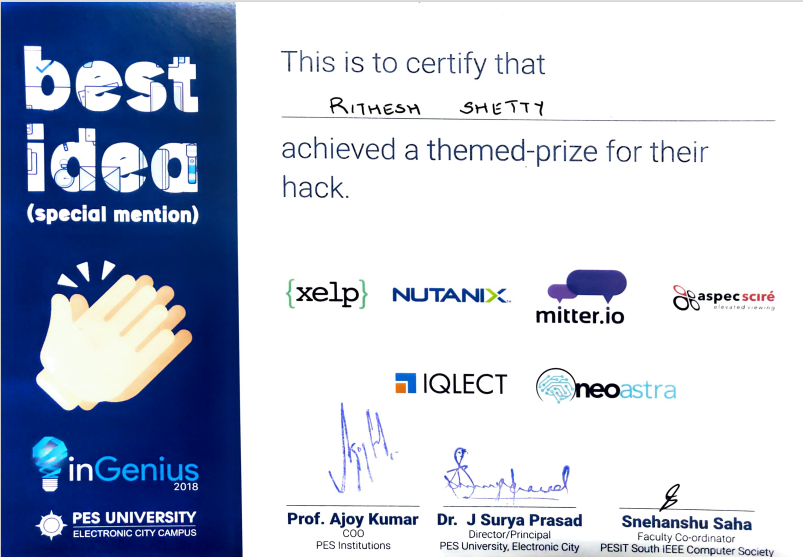 best
idea
(special mention)
inGenius
2018
PES UNIVERSITY
ELECTRONIC CITY CAMPUS
This is to certify that
RITHESH SHETTY
achieved a themed-prize for their
hack.
{xelp}
NUTANIX
mitter.io
aspec sciré
elevated viewing
IQLECT
neoastra
Prof. Ajoy Kumar
COO
PES Institutions
Dr. J Surya Prasad
Director/Principal
PES University, Electronic City
Snehanshu Saha
Faculty Co-ordinator
PESIT South IEEE Computer Society